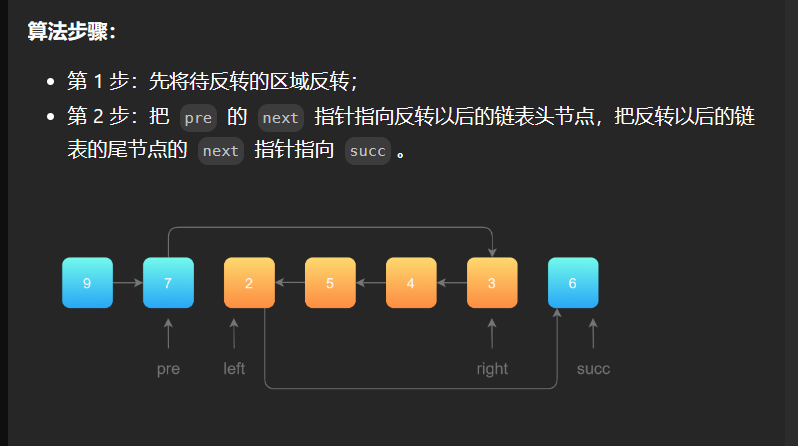 算法步骤：
第 1 步：先将待反转的区域反转；
第 2 步：把 pre 的 next 指针指向反转以后的链表头节点，把反转以后的链
表的尾节点的 next 指针指向 succ 。
9 7 2 5 4 3 6
pre left right succ